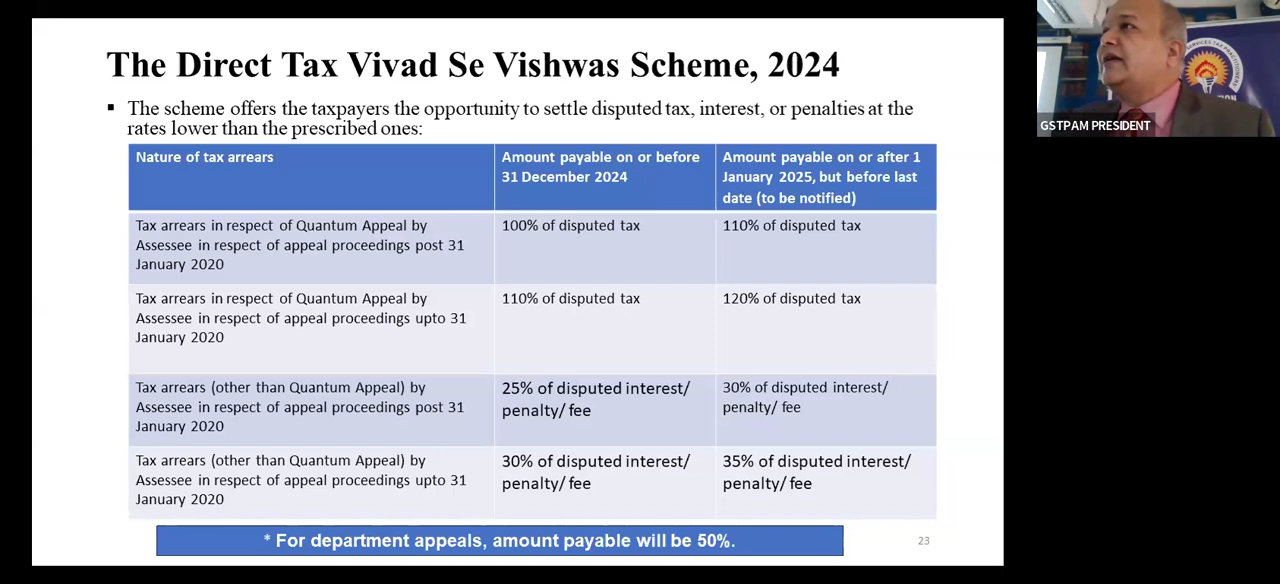 The Direct Tax Vivad Se Vishwas Scheme, 2024
▪ The scheme offers the taxpayers the opportunity to settle disputed tax, interest, or penalties at the
rates lower than the prescribed ones:
Nature of tax arrears
Amount payable on or before
31 December 2024
Amount payable on or after 1
January 2025, but before last
date (to be notified)
Tax arrears in respect of Quantum Appeal by
Assessee in respect of appeal proceedings post 31
January 2020
100% of disputed tax
110% of disputed tax
Tax arrears in respect of Quantum Appeal by
Assessee in respect of appeal proceedings upto 31
January 2020
110% of disputed tax
120% of disputed tax
Tax arrears (other than Quantum Appeal) by
Assessee in respect of appeal proceedings post 31
January 2020
25% of disputed interest/
penalty/ fee
30% of disputed interest/
penalty/ fee
Tax arrears (other than Quantum Appeal) by
Assessee in respect of appeal proceedings upto 31
January 2020
30% of disputed interest/
penalty/ fee
35% of disputed interest/
penalty/ fee
* For department appeals, amount payable will be 50%.
23
SERVICES TAX PRACTITIONERS
GSTPAM PRESIDENT